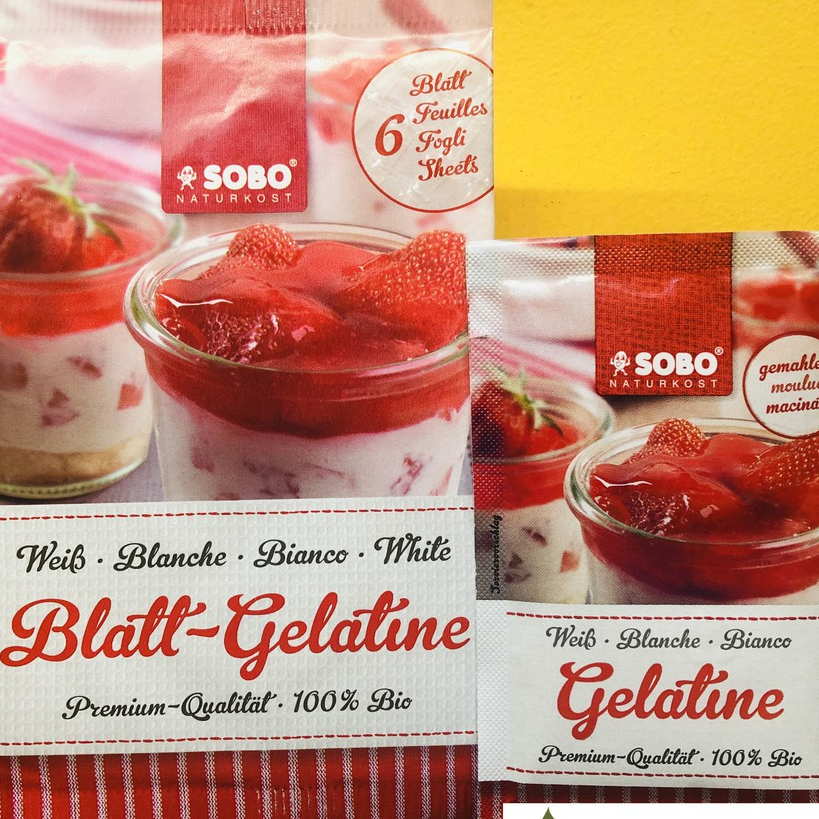 6 Blatt
Feuilles
Fogli
Sheets
SOBO®
NATURKOST
Weiß · Blanche · Bianco · White
Blatt-Gelatine
Premium-Qualität · 100% Bio
SOBO®
NATURKOST
Serviervorschlag
Weiß · Blanche · Bianco
Gelatine
Premium-Qualität · 100% Bio